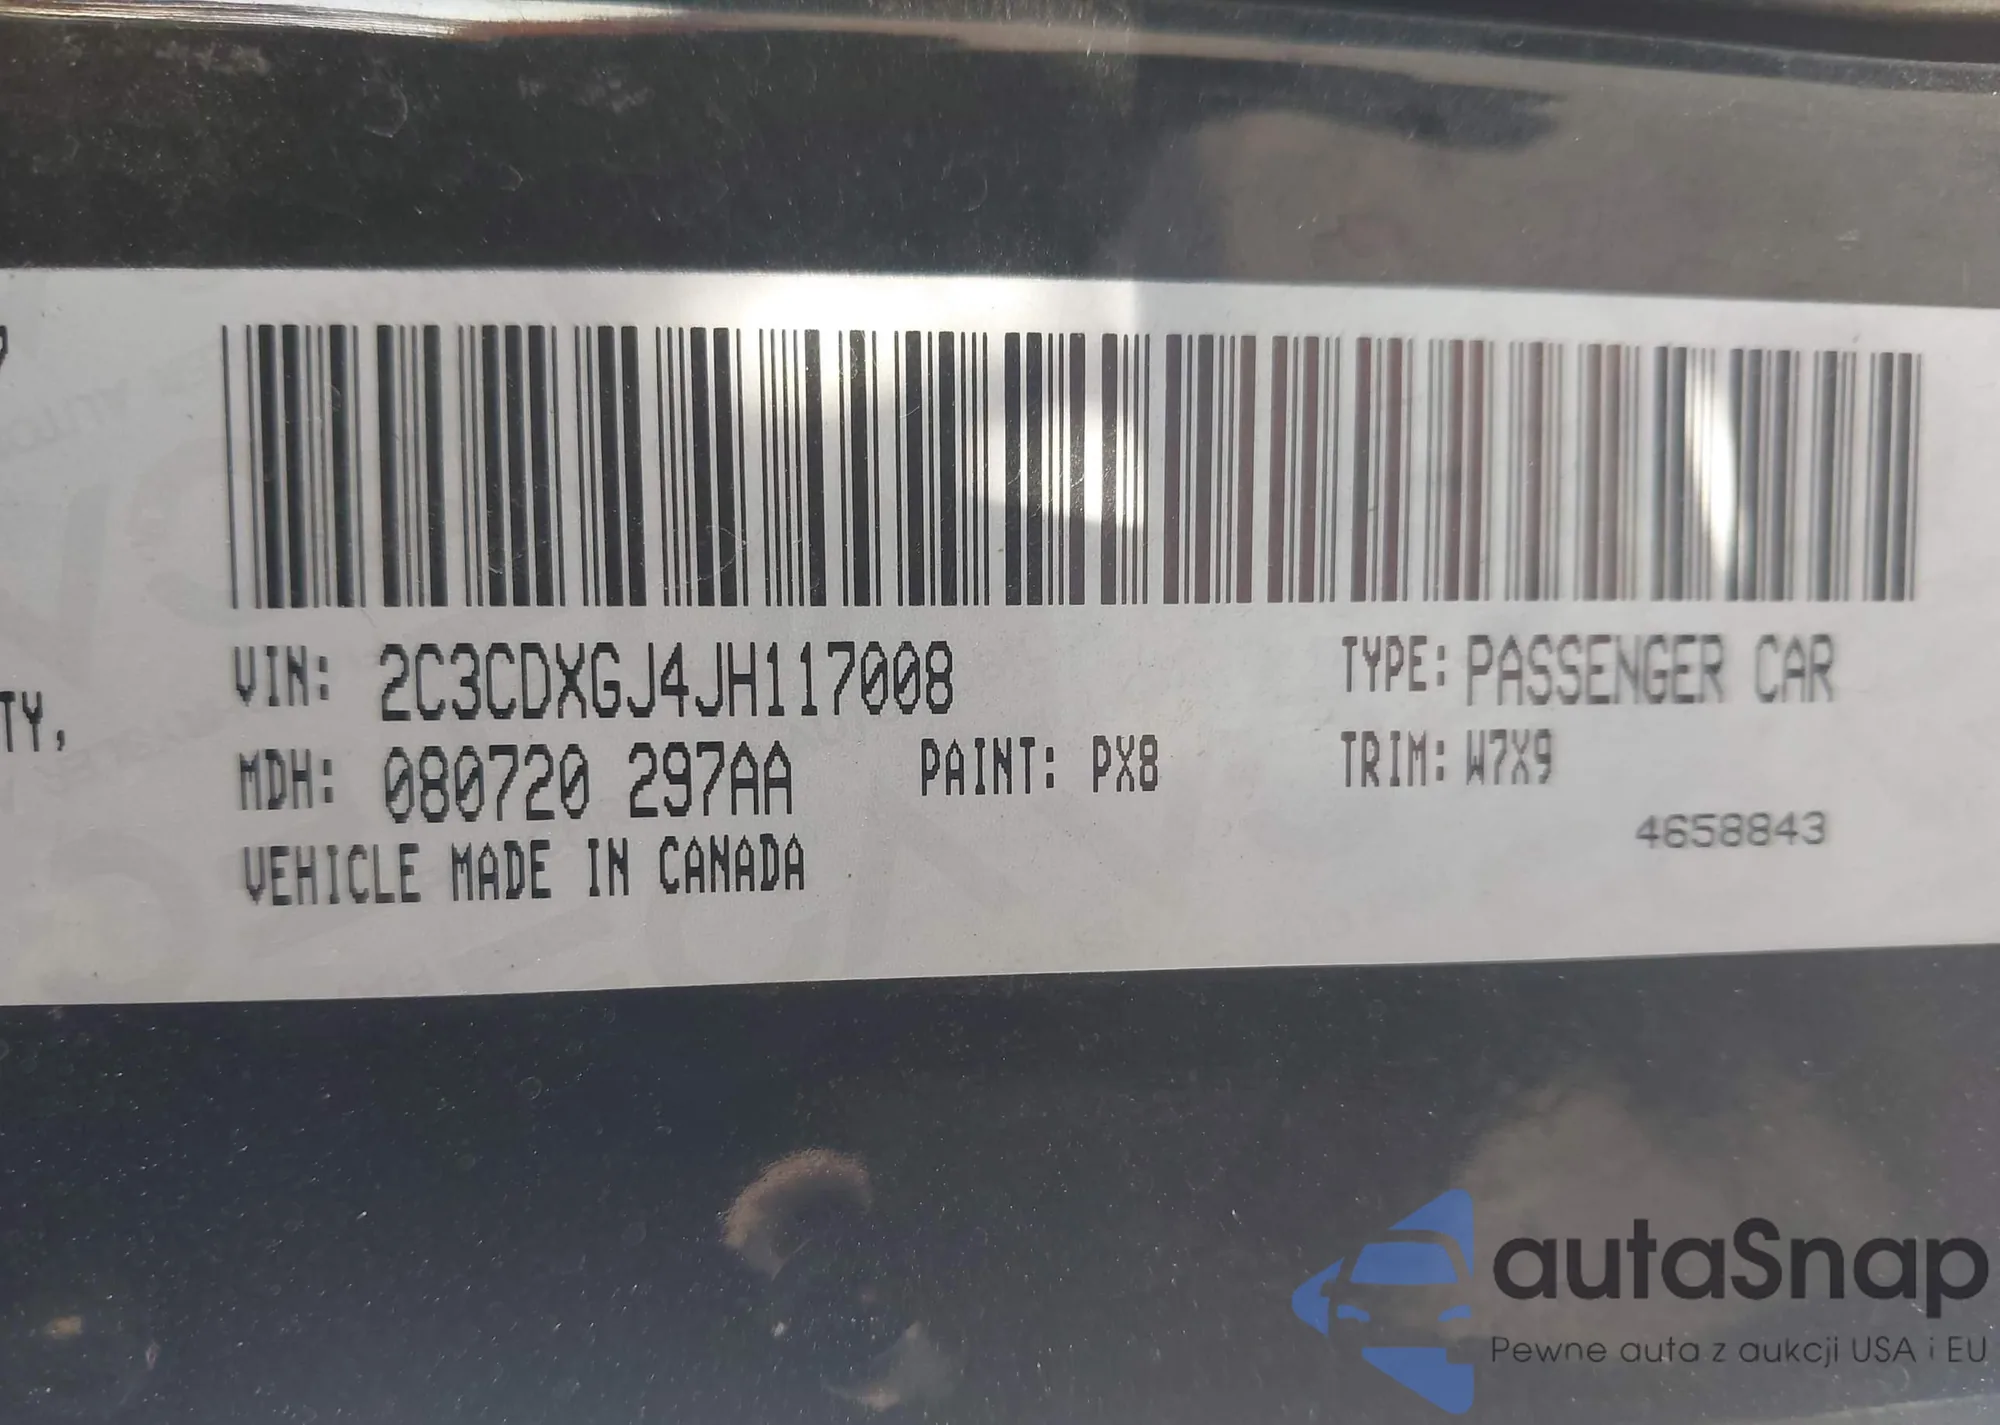 VIN: 2C3CDXGJ4JH117008 TYPE: PASSENGER CAR
TY,
MDH: 080720 297AA PAINT: PX8 TRIM: W7X9
4658843
VEHICLE MADE IN CANADA
autaSnap
Pewne auta z aukcji USA i EU